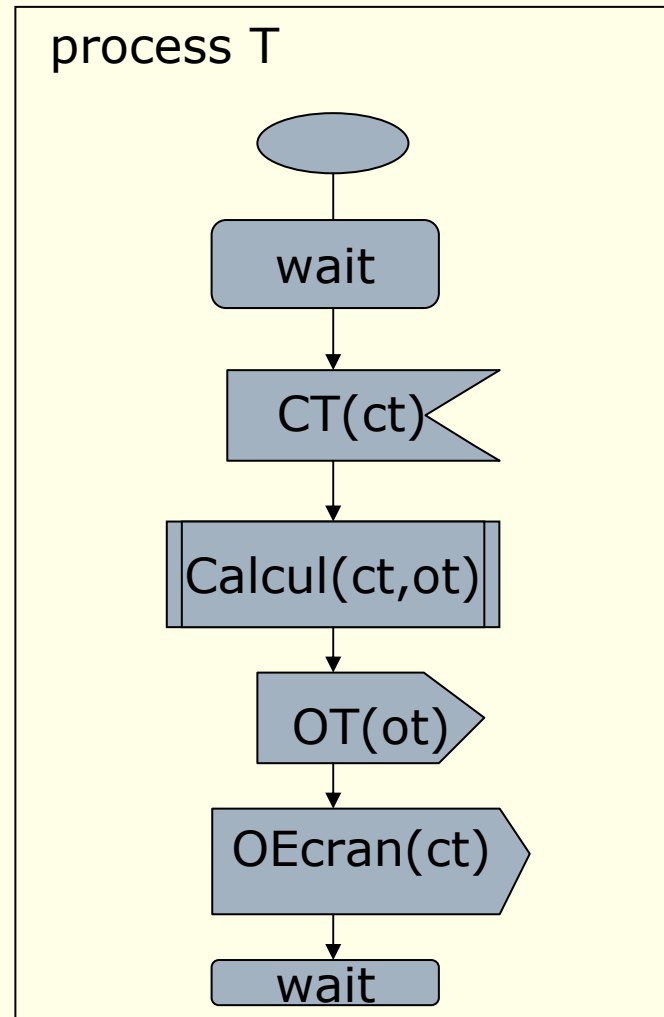 process T
wait
CT(ct)
Calcul(ct,ot)
OT(ot)
OEcran(ct)
wait